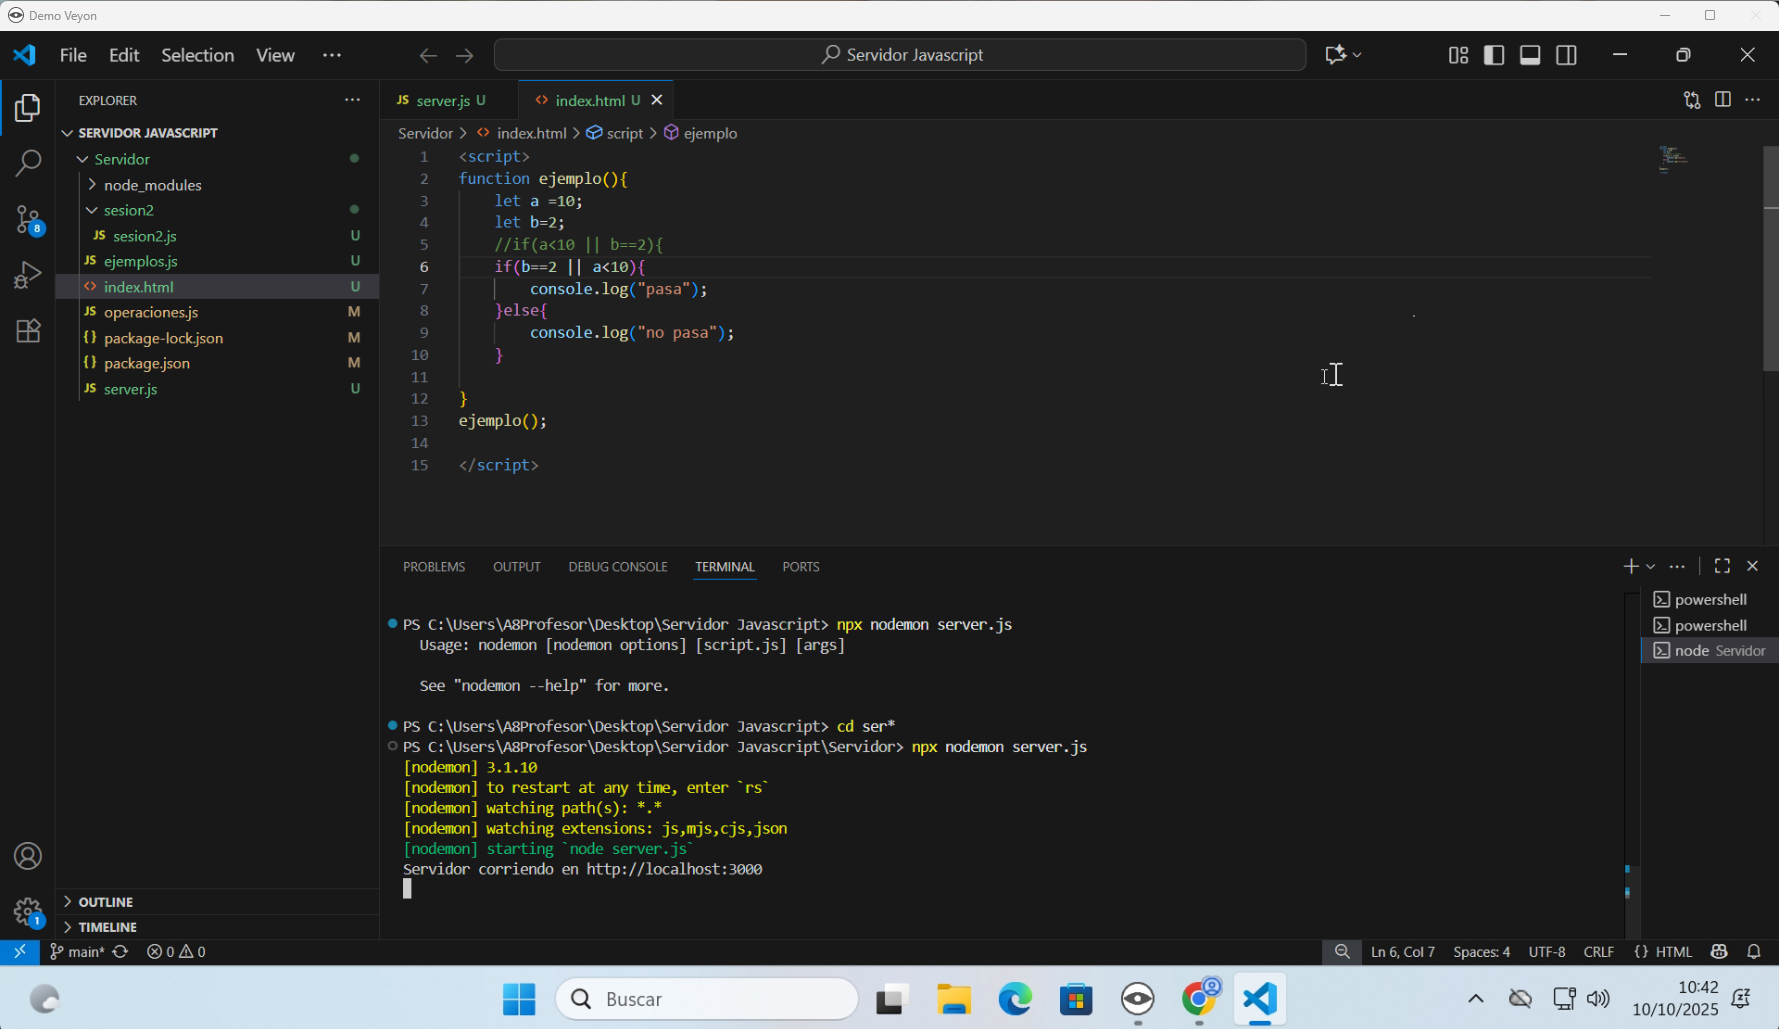 Demo Veyon
File Edit Selection View ··· Servidor Javascript
EXPLORER ···
SERVIDOR JAVASCRIPT
Servidor
node_modules
sesion2
JS sesion2.js U
JS ejemplos.js U
<> index.html U
JS operaciones.js M
{} package-lock.json M
{} package.json M
JS server.js U
OUTLINE
TIMELINE
8
1
JS server.js U <> index.html U
Servidor > <> index.html > script > ejemplo
1 <script>
2 function ejemplo(){
3 let a =10;
4 let b=2;
5 //if(a<10 || b==2){
6 if(b==2 || a<10){
7 console.log("pasa");
8 }else{
9 console.log("no pasa");
10 }
11
12 }
13 ejemplo();
14
15 </script>
PROBLEMS OUTPUT DEBUG CONSOLE TERMINAL PORTS
PS C:\Users\A8Profesor\Desktop\Servidor Javascript> npx nodemon server.js
Usage: nodemon [nodemon options] [script.js] [args]
See "nodemon --help" for more.
PS C:\Users\A8Profesor\Desktop\Servidor Javascript> cd ser*
PS C:\Users\A8Profesor\Desktop\Servidor Javascript\Servidor> npx nodemon server.js
[nodemon] 3.1.10
[nodemon] to restart at any time, enter `rs`
[nodemon] watching path(s): *.*
[nodemon] watching extensions: js,mjs,cjs,json
[nodemon] starting `node server.js`
Servidor corriendo en http://localhost:3000
powershell
powershell
node Servidor
main* 0 0 Ln 6, Col 7 Spaces: 4 UTF-8 CRLF {} HTML
Buscar
10:42
10/10/2025